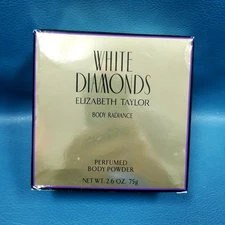 WHITE
DIAMONDS
ELIZABETH TAYLOR
BODY RADIANCE
PERFUMED
BODY POWDER
NET WT. 2.6 OZ. 75g